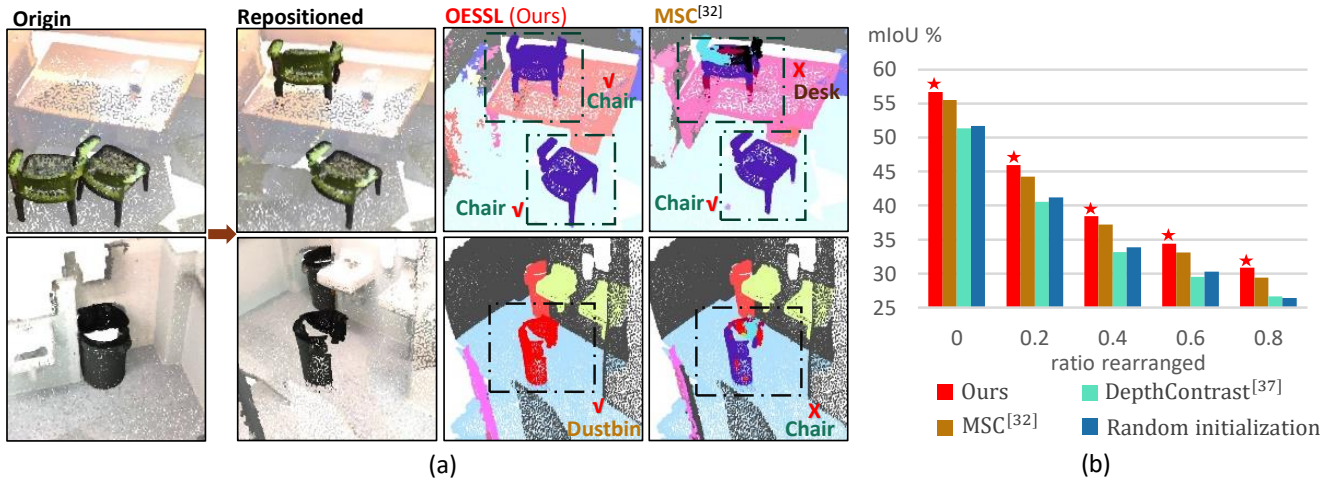 Origin
Repositioned
OESSL (Ours)
MSC[32]
√
Chair
X
Desk
Chair √
Chair √
√
Dustbin
X
Chair
(a)
mIoU %
60
55
50
45
40
35
30
25
0 0.2 0.4 0.6 0.8
ratio rearranged
Ours
DepthContrast[37]
MSC[32]
Random initialization
(b)